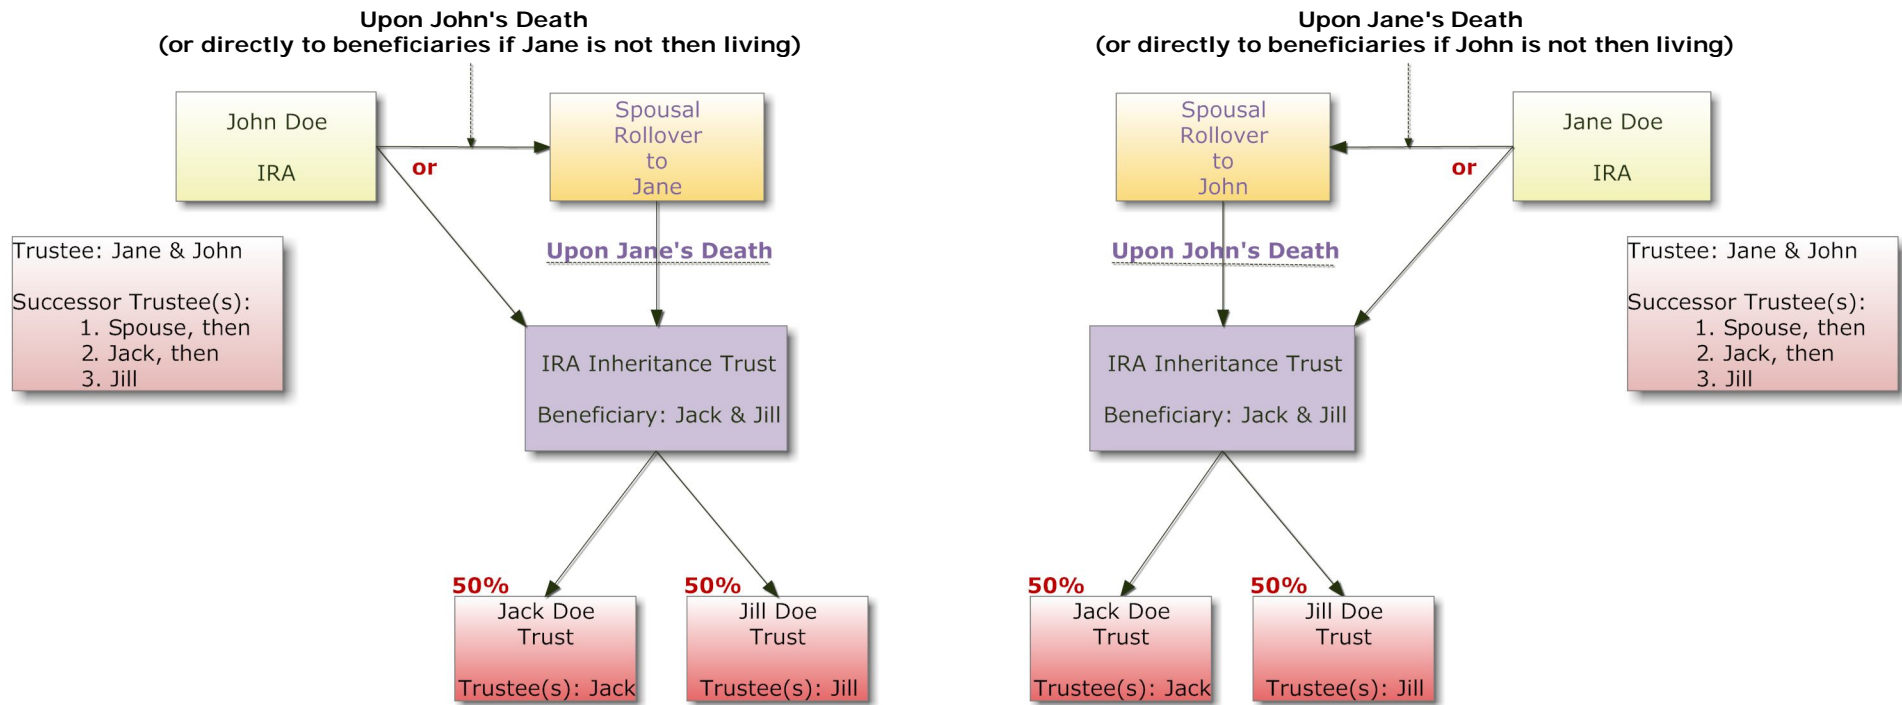 Upon John's Death
(or directly to beneficiaries if Jane is not then living)
John Doe
IRA
or
Spousal
Rollover
to
Jane
Upon Jane's Death
Trustee: Jane & John
Successor Trustee(s):
1. Spouse, then
2. Jack, then
3. Jill
IRA Inheritance Trust
Beneficiary: Jack & Jill
50%
Jack Doe
Trust
Trustee(s): Jack
50%
Jill Doe
Trust
Trustee(s): Jill
Upon Jane's Death
(or directly to beneficiaries if John is not then living)
Spousal
Rollover
to
John
or
Jane Doe
IRA
Upon John's Death
Trustee: Jane & John
Successor Trustee(s):
1. Spouse, then
2. Jack, then
3. Jill
IRA Inheritance Trust
Beneficiary: Jack & Jill
50%
Jack Doe
Trust
Trustee(s): Jack
50%
Jill Doe
Trust
Trustee(s): Jill